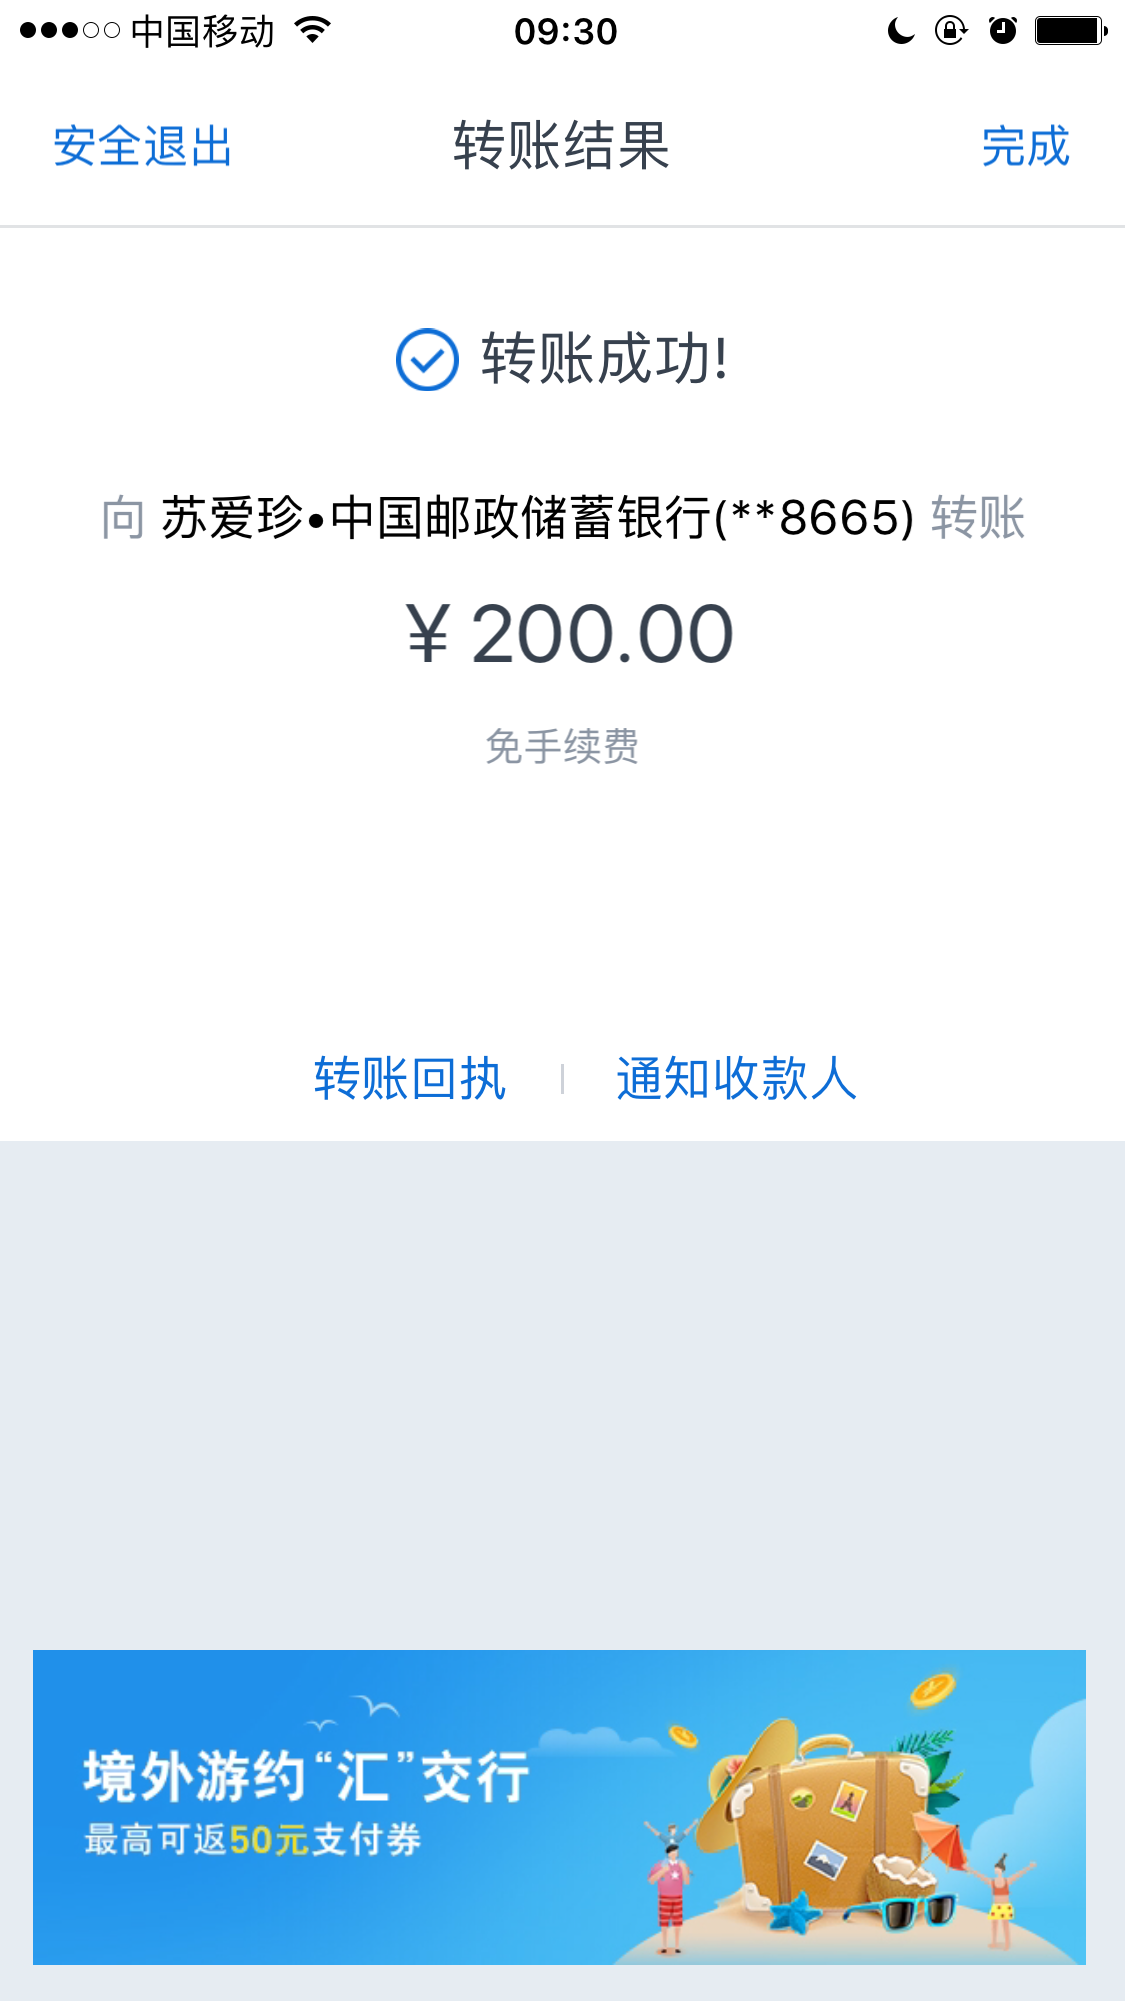 中国移动 09:30
安全退出 转账结果 完成
转账成功!
向 苏爱珍•中国邮政储蓄银行(**8665) 转账
¥ 200.00
免手续费
转账回执 通知收款人
境外游约“汇”交行
最高可返50元支付券